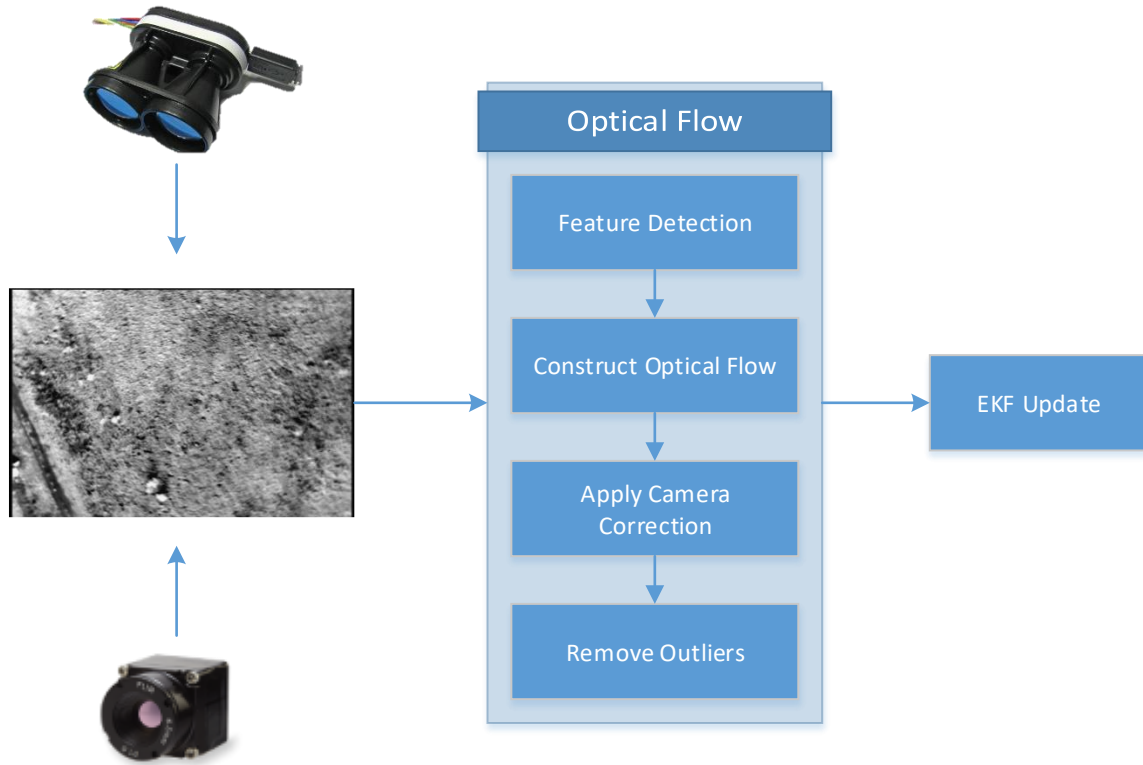 Optical Flow
Feature Detection
Construct Optical Flow
Apply Camera
Correction
Remove Outliers
EKF Update